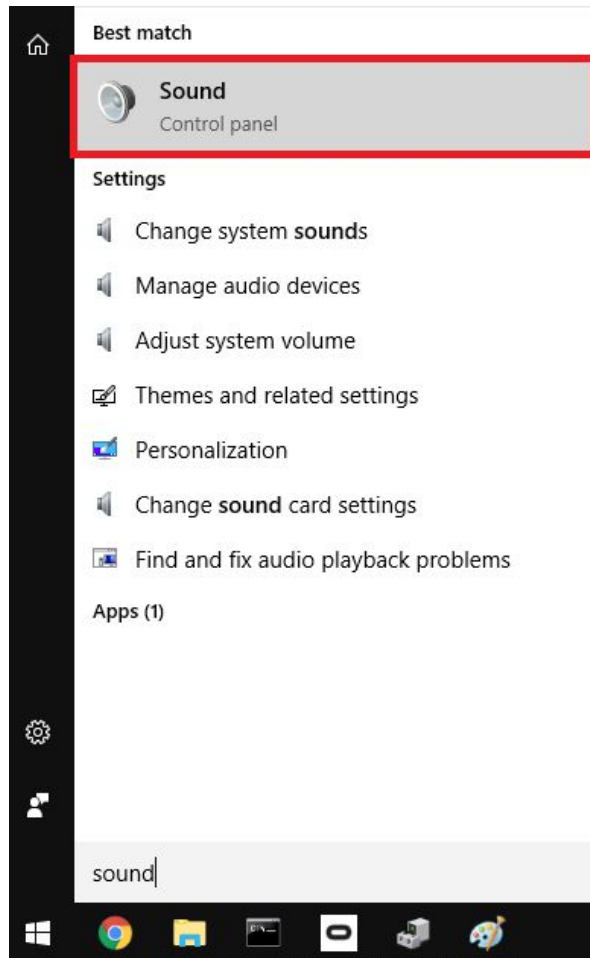 Best match
Sound
Control panel
Settings
Change system sounds
Manage audio devices
Adjust system volume
Themes and related settings
Personalization
Change sound card settings
Find and fix audio playback problems
Apps (1)
sound